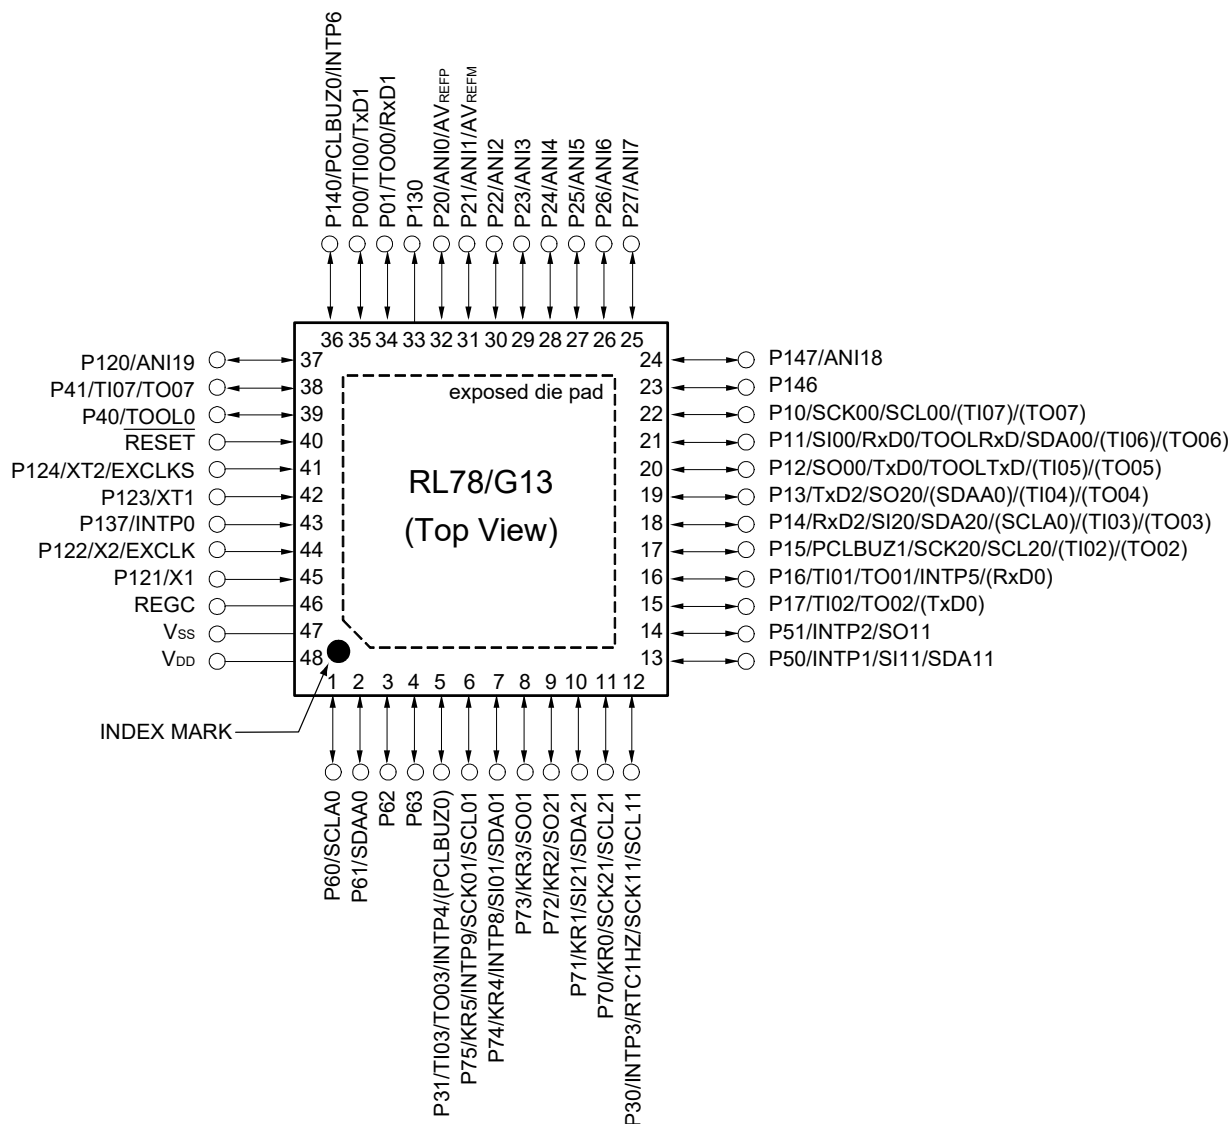 P140/PCLBUZ0/INTP6
P00/TI00/TxD1
P01/TO00/RxD1
P130
P20/ANI0/AVREFP
P21/ANI1/AVREFM
P22/ANI2
P23/ANI3
P24/ANI4
P25/ANI5
P26/ANI6
P27/ANI7
36 35 34 33 32 31 30 29 28 27 26 25
P120/ANI19 37
P41/TI07/TO07 38
P40/TOOL0 39
RESET 40
P124/XT2/EXCLKS 41
P123/XT1 42
P137/INTP0 43
P122/X2/EXCLK 44
P121/X1 45
REGC 46
VSS 47
VDD 48
exposed die pad
RL78/G13
(Top View)
24 P147/ANI18
23 P146
22 P10/SCK00/SCL00/(TI07)/(TO07)
21 P11/SI00/RxD0/TOOLRxD/SDA00/(TI06)/(TO06)
20 P12/SO00/TxD0/TOOLTxD/(TI05)/(TO05)
19 P13/TxD2/SO20/(SDAA0)/(TI04)/(TO04)
18 P14/RxD2/SI20/SDA20/(SCLA0)/(TI03)/(TO03)
17 P15/PCLBUZ1/SCK20/SCL20/(TI02)/(TO02)
16 P16/TI01/TO01/INTP5/(RxD0)
15 P17/TI02/TO02/(TxD0)
14 P51/INTP2/SO11
13 P50/INTP1/SI11/SDA11
1 2 3 4 5 6 7 8 9 10 11 12
INDEX MARK
P60/SCLA0
P61/SDAA0
P62
P63
P31/TI03/TO03/INTP4/(PCLBUZ0)
P75/KR5/INTP9/SCK01/SCL01
P74/KR4/INTP8/SI01/SDA01
P73/KR3/SO01
P72/KR2/SO21
P71/KR1/SI21/SDA21
P70/KR0/SCK21/SCL21
P30/INTP3/RTC1HZ/SCK11/SCL11